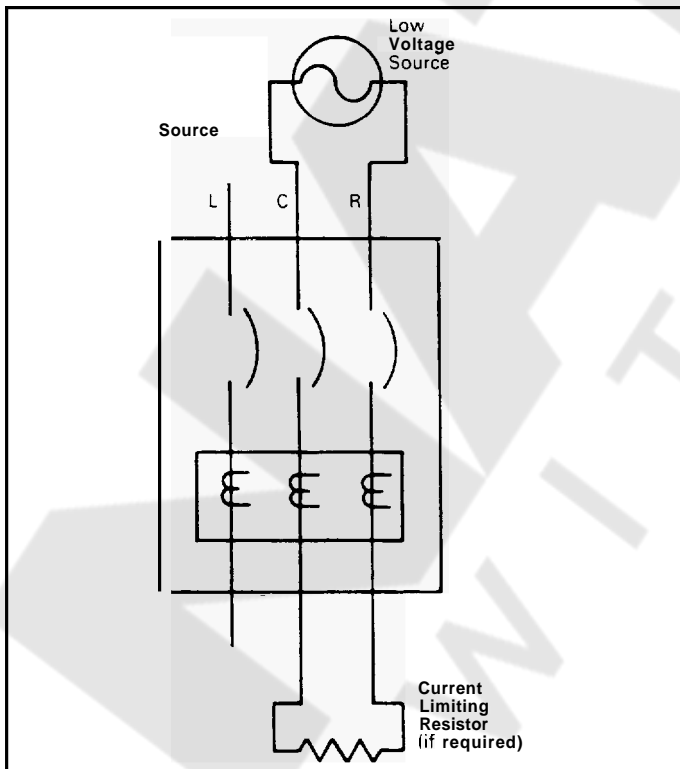 Low
Voltage
Source
Source
L C R
Current
Limiting
Resistor
(if required)